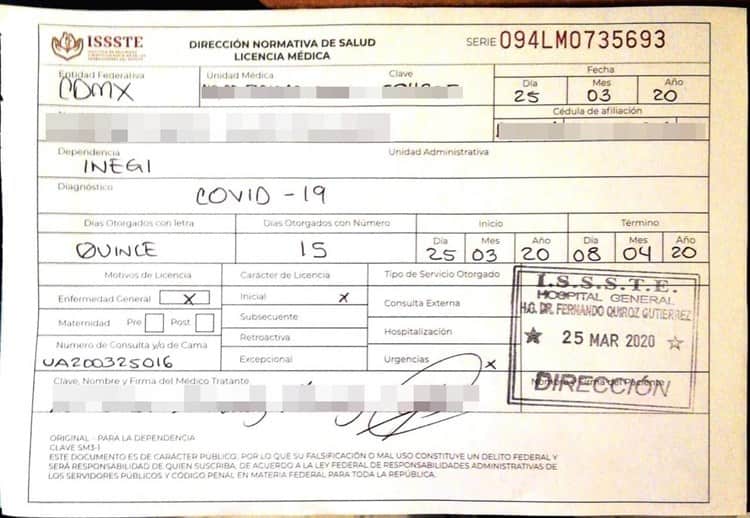 ISSSTE
DIRECCIÓN NORMATIVA DE SALUD
LICENCIA MÉDICA
SERIE 094LM0735693
Entidad Federativa
CDMX
Unidad Médica
Clave
Fecha
Día Mes Año
25 03 20
Cédula de afiliación
Dependencia
INEGI
Unidad Administrativa
Diagnóstico
COVID-19
Días Otorgados con letra
QUINCE
Días Otorgados con Número
15
Inicio
Día Mes Año
25 03 20
Término
Día Mes Año
08 04 20
Motivos de Licencia
Enfermedad General X
Maternidad Pre Post
Número de Consulta y/o de Cama
UA200325016
Carácter de Licencia
Inicial X
Subsecuente
Retroactiva
Excepcional
Tipo de Servicio Otorgado
Consulta Externa
Hospitalización
Urgencias X
I.S.S.S.T.E.
HOSPITAL GENERAL
H.G. DR. FERNANDO QUIROZ GUTIERREZ
25 MAR 2020
DIRECCIÓN
Clave, Nombre y Firma del Médico Tratante
Nombre y Firma del Paciente
ORIGINAL - PARA LA DEPENDENCIA
CLAVE SM3-1
ESTE DOCUMENTO ES DE CARÁCTER PUBLICO, POR LO QUE SU FALSIFICACIÓN O MAL USO CONSTITUYE UN DELITO FEDERAL Y
SERÁ RESPONSABILIDAD DE QUIEN SUSCRIBA, DE ACUERDO A LA LEY FEDERAL DE RESPONSABILIDADES ADMINISTRATIVAS DE
LOS SERVIDORES PÚBLICOS Y CÓDIGO PENAL EN MATERIA FEDERAL PARA TODA LA REPÚBLICA.